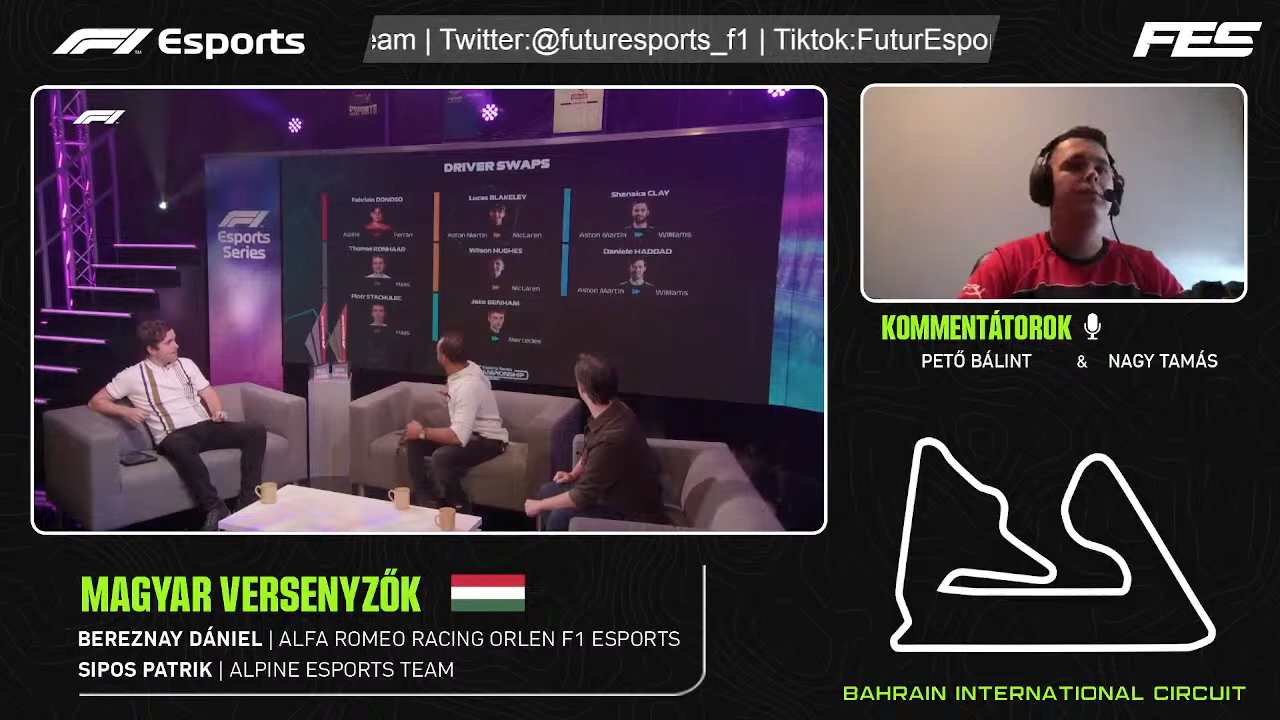 F1 Esports
eam | Twitter:@futuresports_f1 | Tiktok:FuturEspo
FES
F1
ESPORTS
DRIVER SWAPS
Fabrizio DONOSO
Alpine Ferrari
Lucas BLAKELEY
Aston Martin McLaren
Shanaka CLAY
Aston Martin Williams
Thomas RONHAAR
Haas
Wilson HUGHES
McLaren
Daniele HADDAD
Aston Martin Williams
Piotr STACHULEC
Haas
Jake BENHAM
Mercedes
F1
Esports
Series
KOMMENTÁTOROK
PETŐ BÁLINT & NAGY TAMÁS
MAGYAR VERSENYZŐK
BEREZNAY DÁNIEL | ALFA ROMEO RACING ORLEN F1 ESPORTS
SIPOS PATRIK | ALPINE ESPORTS TEAM
BAHRAIN INTERNATIONAL CIRCUIT